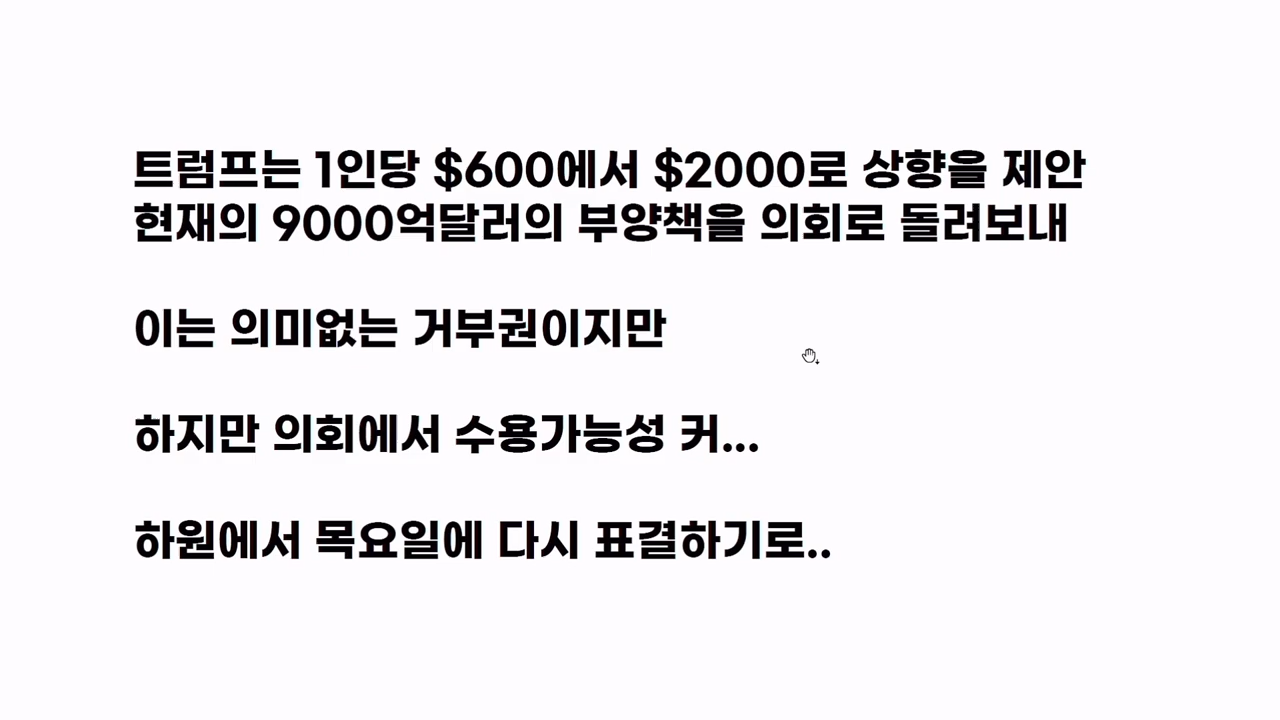 트럼프는 1인당 $600에서 $2000로 상향을 제안
현재의 9000억달러의 부양책을 의회로 돌려보내
이는 의미없는 거부권이지만
하지만 의회에서 수용가능성 커...
하원에서 목요일에 다시 표결하기로..